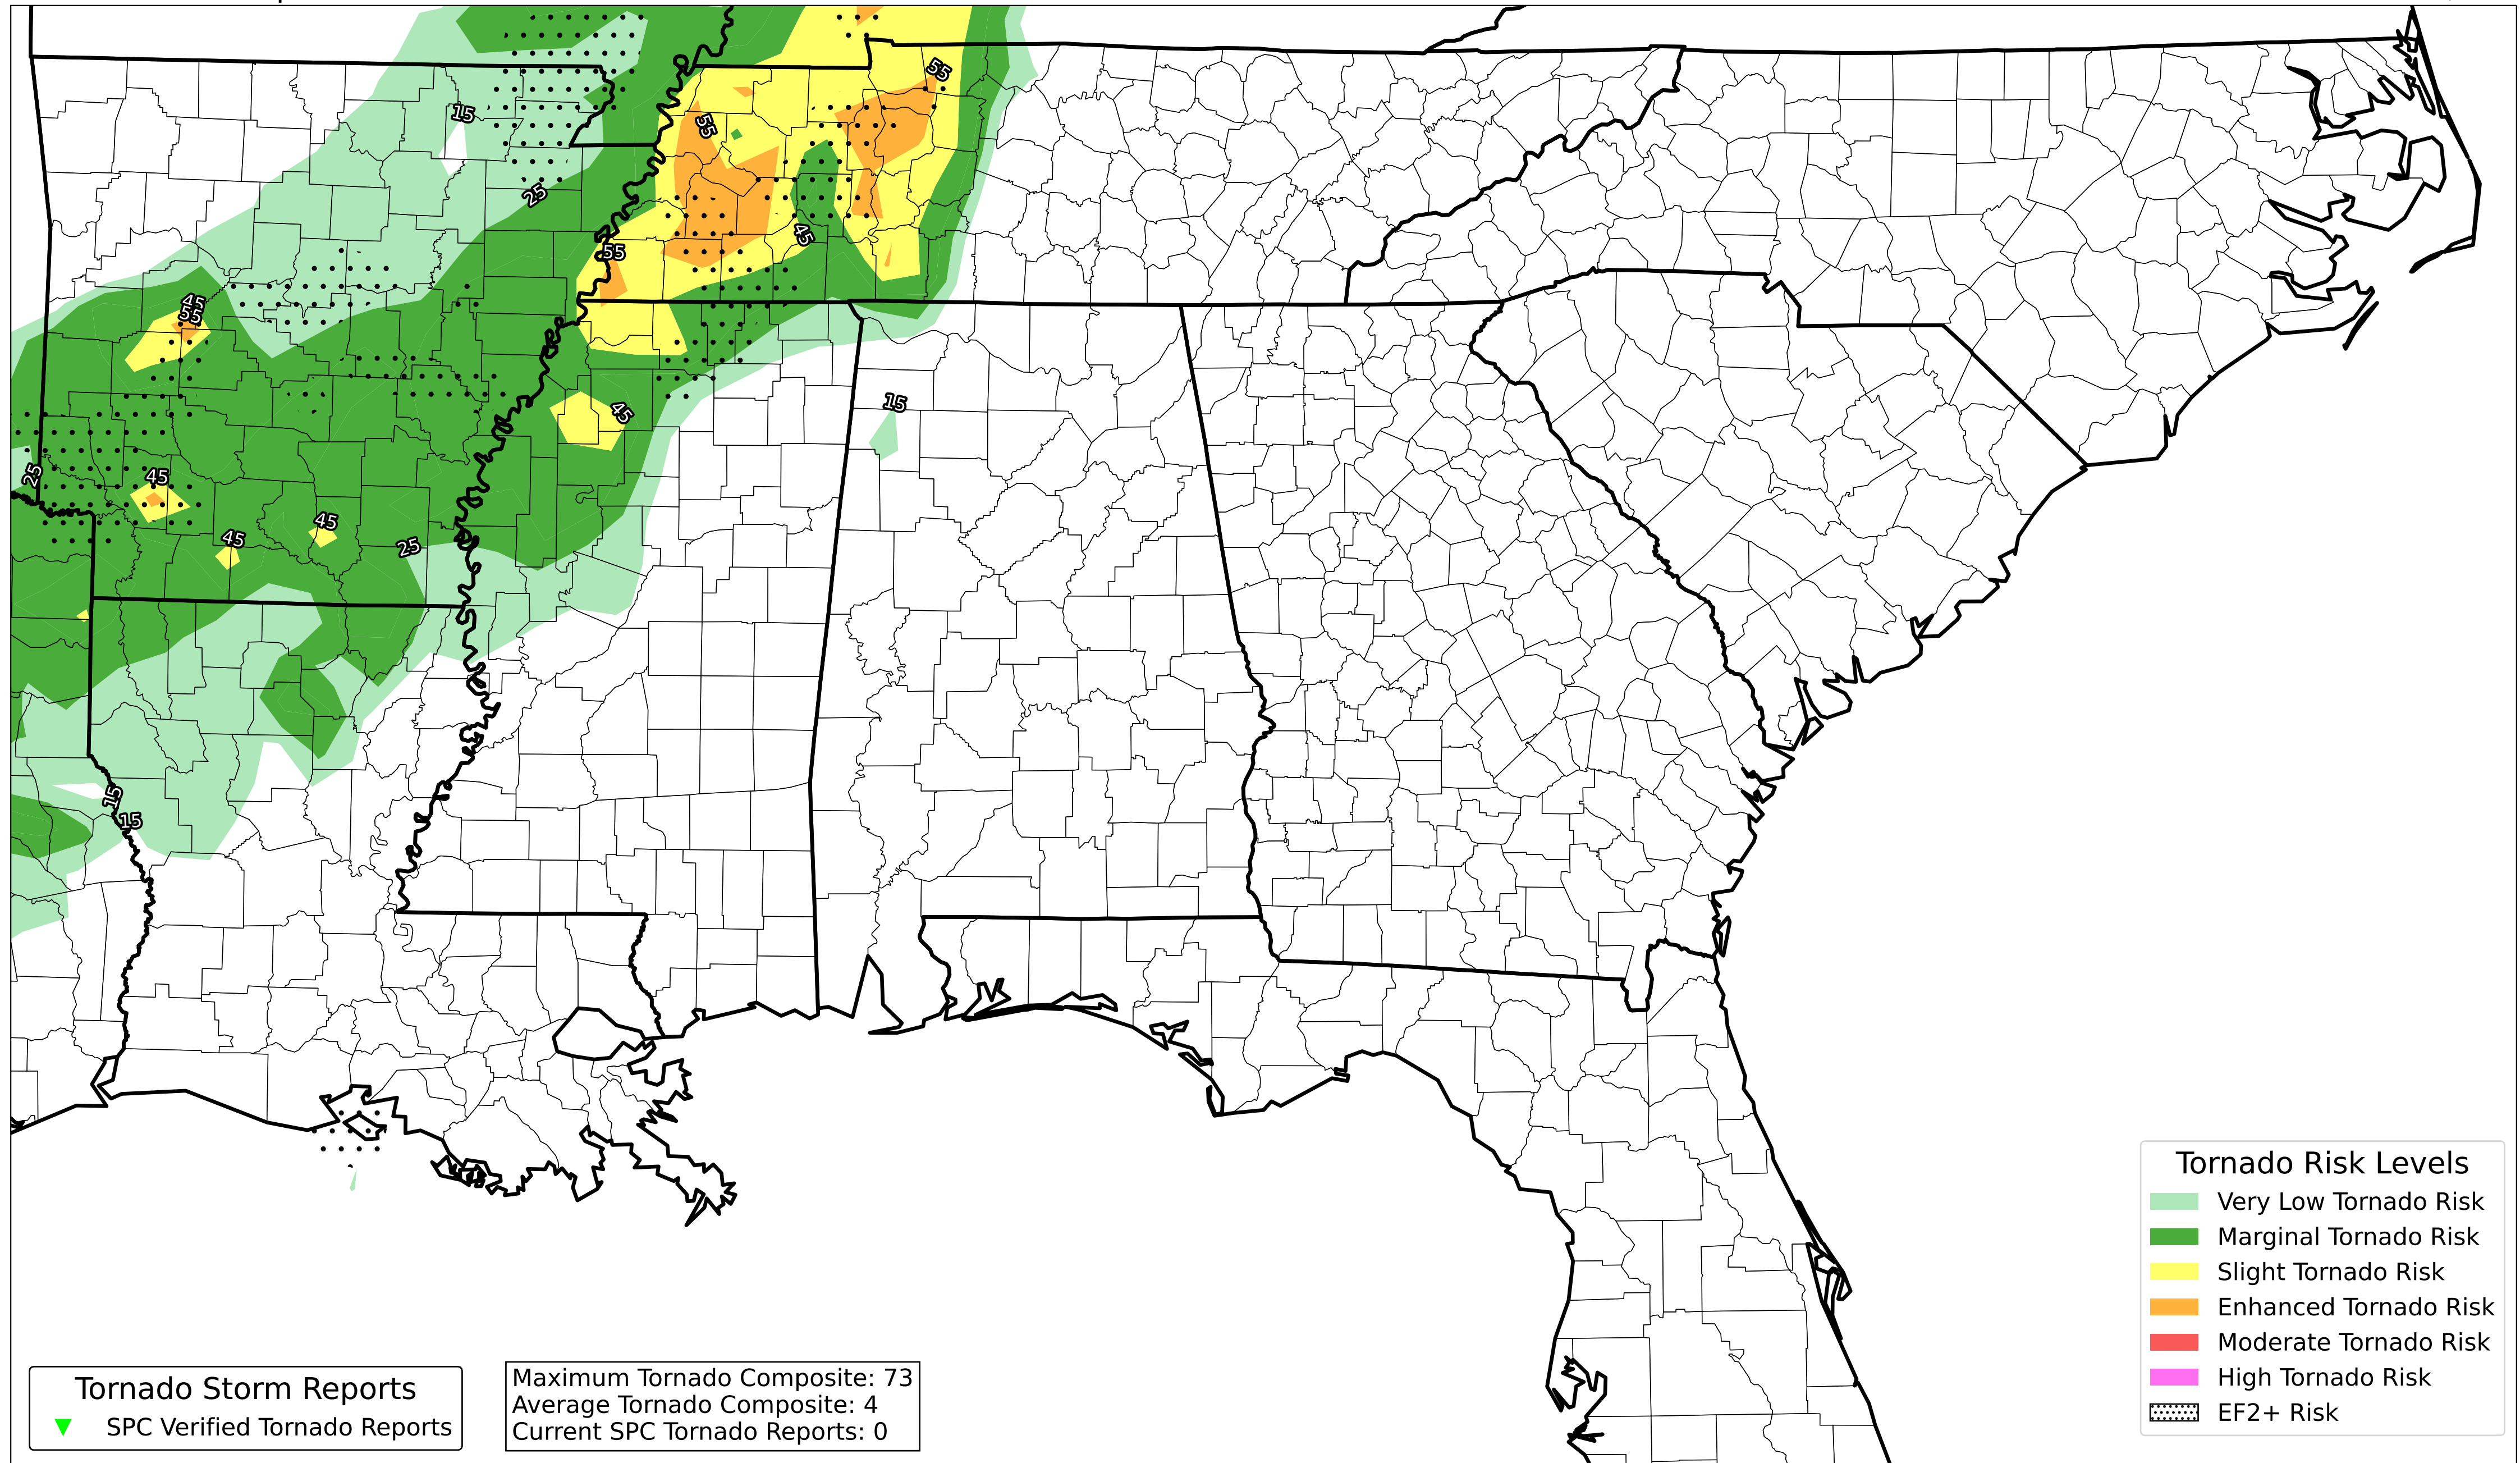 55
15
55
25
45
55
45
55
15
45
45
25
45
45
25
15
15
Tornado Risk Levels
Very Low Tornado Risk
Marginal Tornado Risk
Slight Tornado Risk
Enhanced Tornado Risk
Moderate Tornado Risk
High Tornado Risk
EF2+ Risk
Tornado Storm Reports
SPC Verified Tornado Reports
Maximum Tornado Composite: 73
Average Tornado Composite: 4
Current SPC Tornado Reports: 0